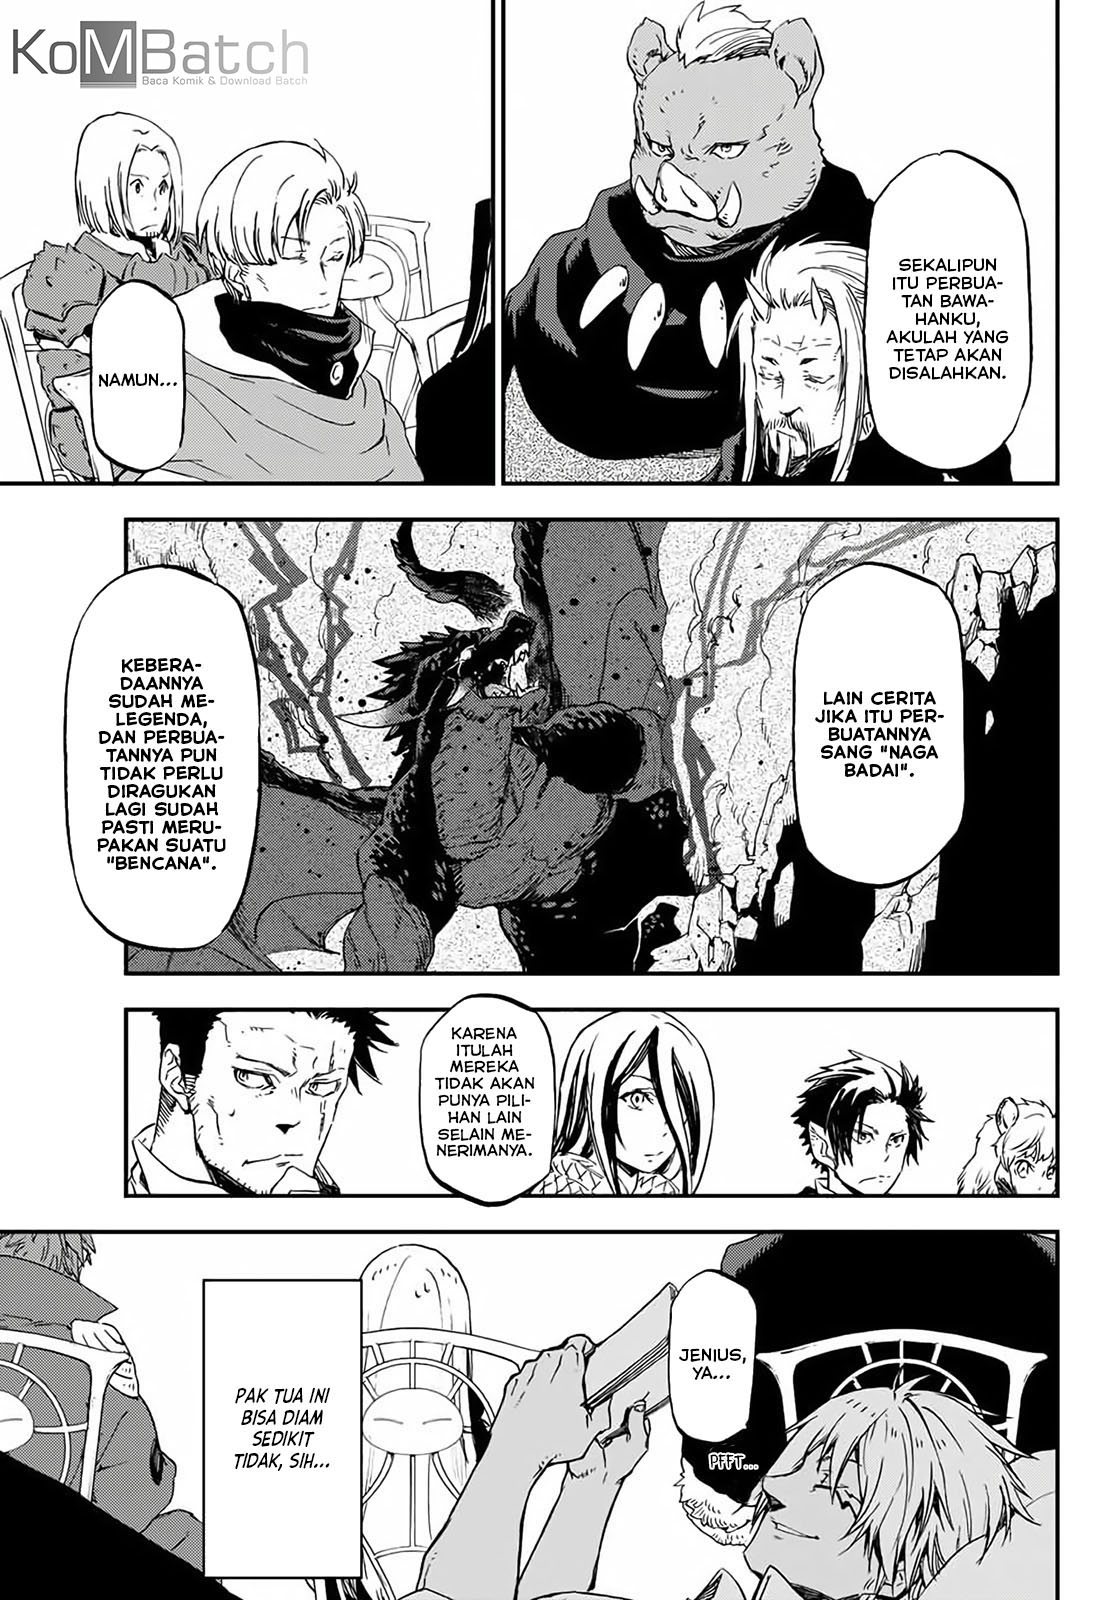 KoMBatch
Baca Komik & Download Batch
SEKALIPUN
ITU PERBUA-
TAN BAWA-
HANKU,
AKULAH YANG
TETAP AKAN
DISALAHKAN.
NAMUN...
LAIN CERITA
JIKA ITU PER-
BUATANNYA
SANG "NAGA
BADAI".
KEBERA-
DAANNYA
SUDAH ME-
LEGENDA,
DAN PERBUA-
TANNYA PUN
TIDAK PERLU
DIRAGUKAN
LAGI SUDAH
PASTI MERU-
PAKAN SUATU
"BENCANA".
KARENA
ITULAH
MEREKA
TIDAK AKAN
PUNYA PILI-
HAN LAIN
SELAIN ME-
NERIMANYA.
JENIUS,
YA...
PFFT...
PAK TUA INI
BISA DIAM
SEDIKIT
TIDAK, SIH...